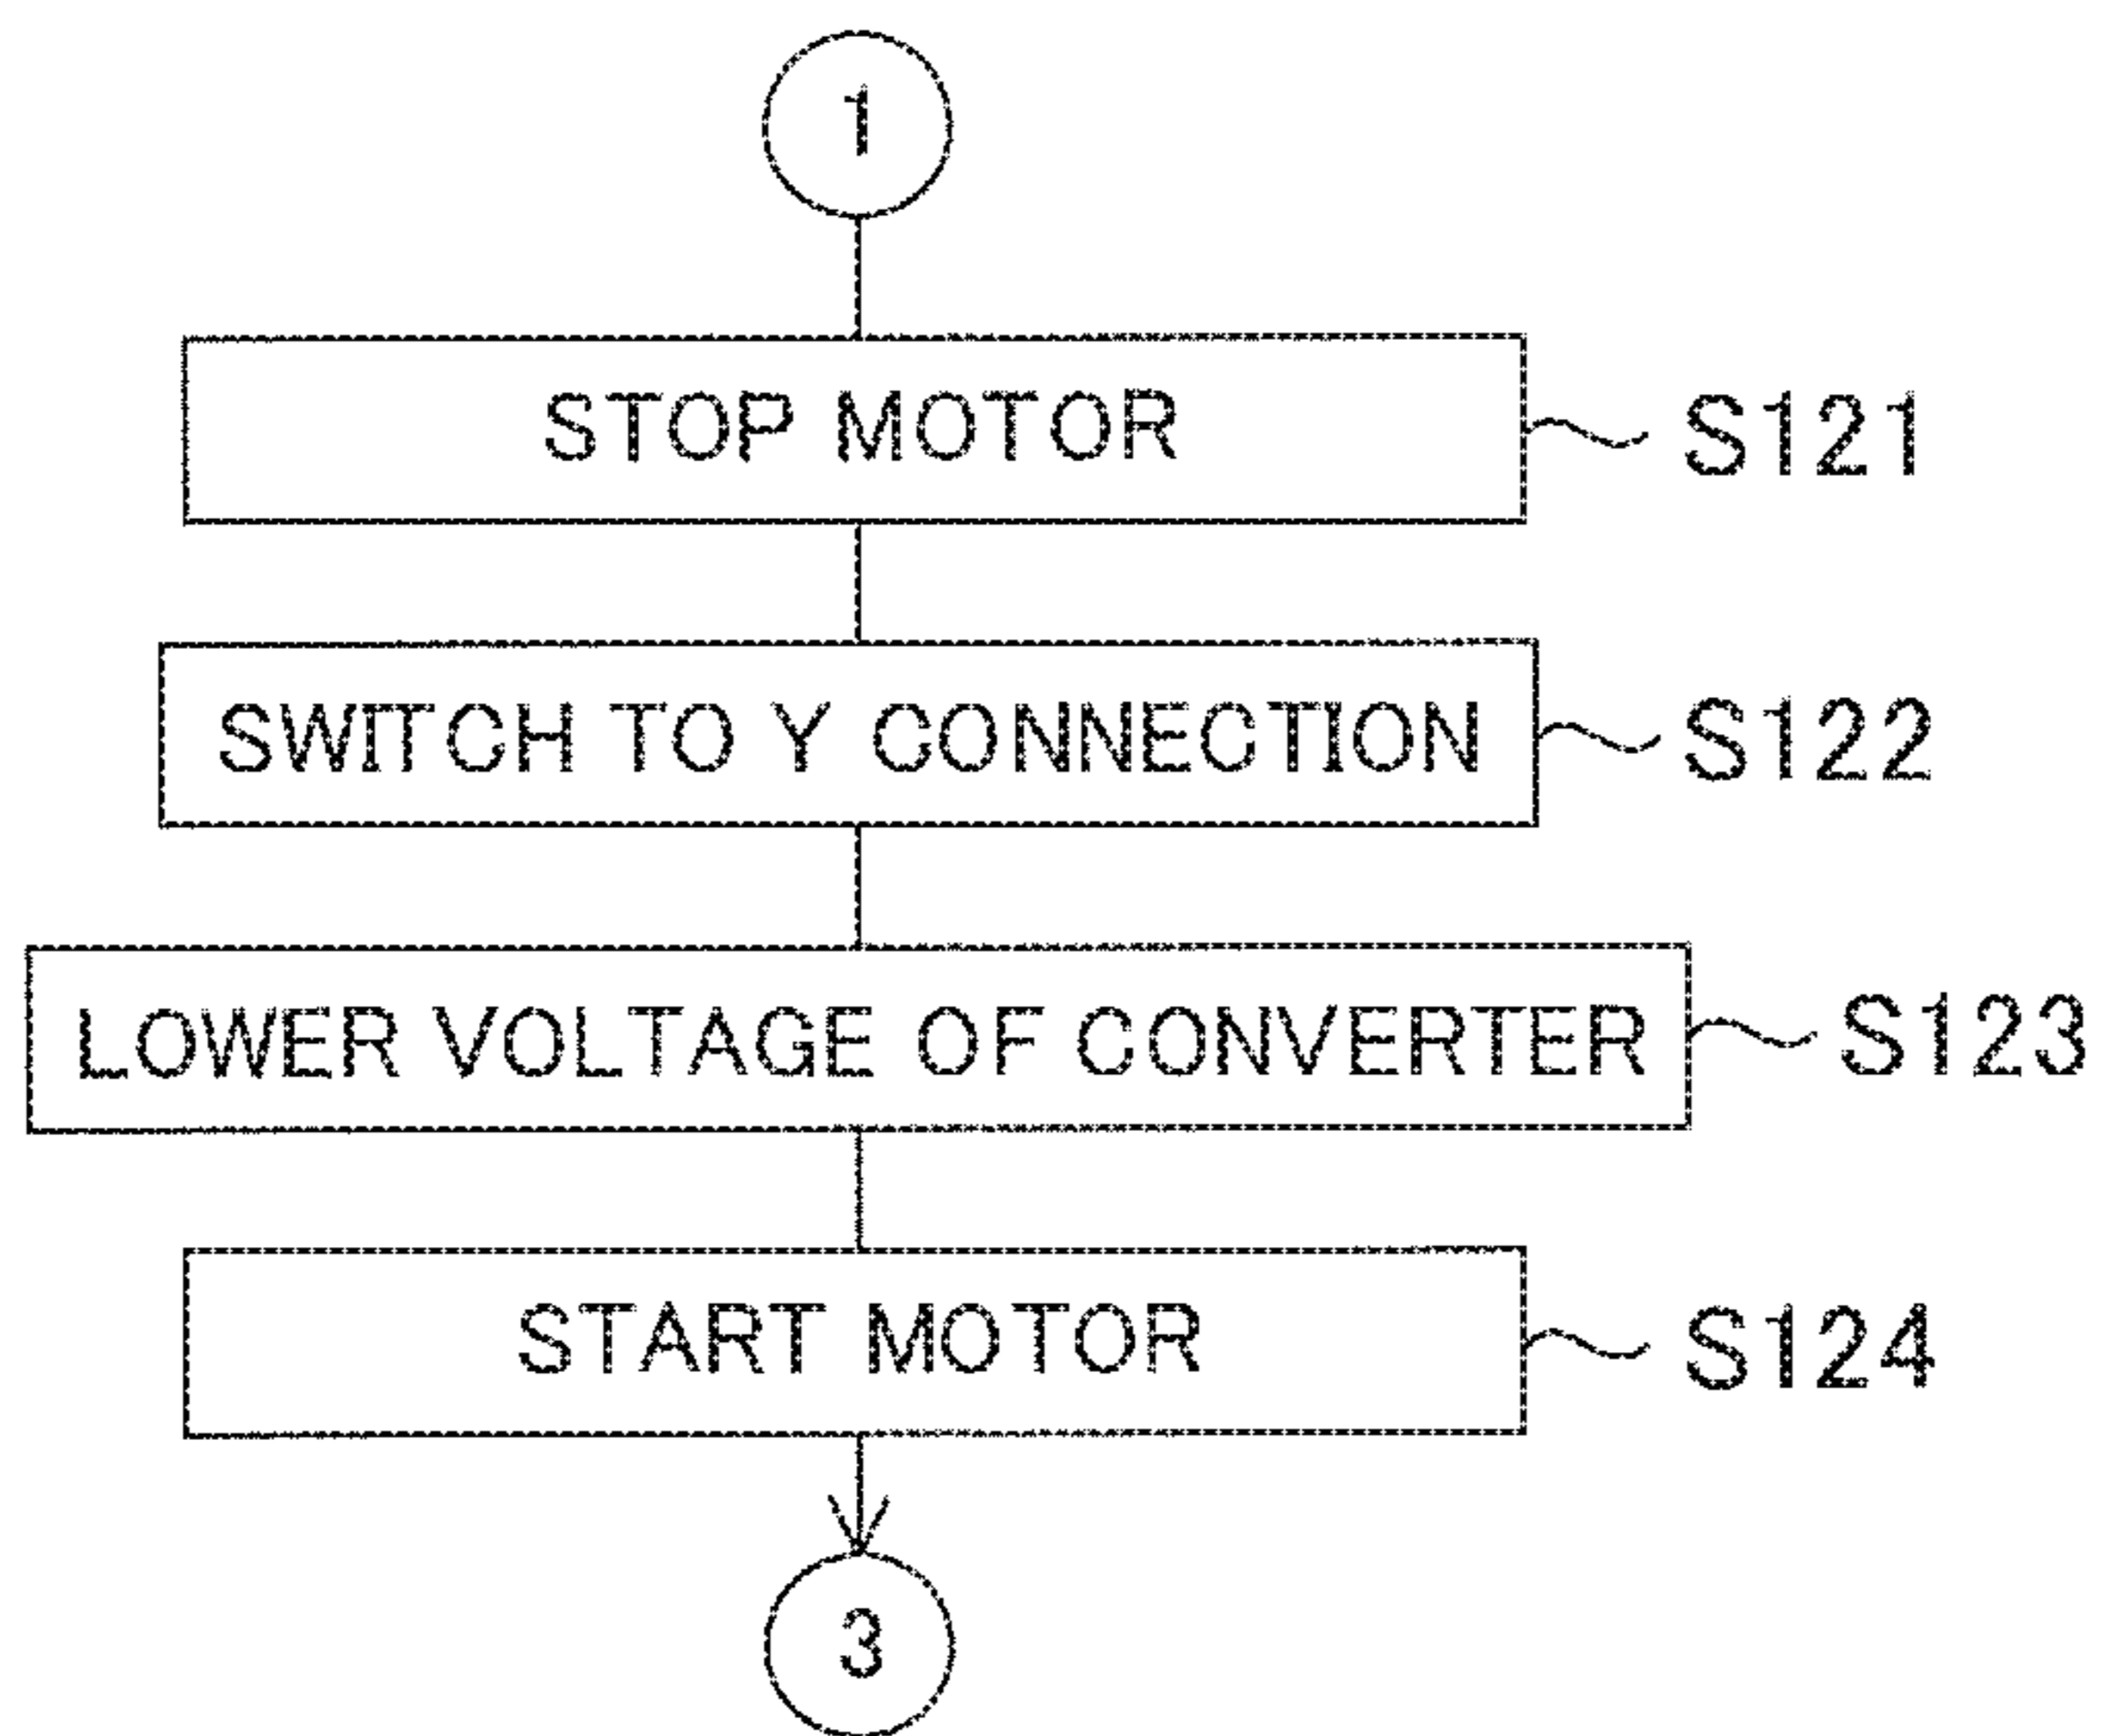 1
STOP MOTOR S121
SWITCH TO Y CONNECTION S122
LOWER VOLTAGE OF CONVERTER S123
START MOTOR S124
3